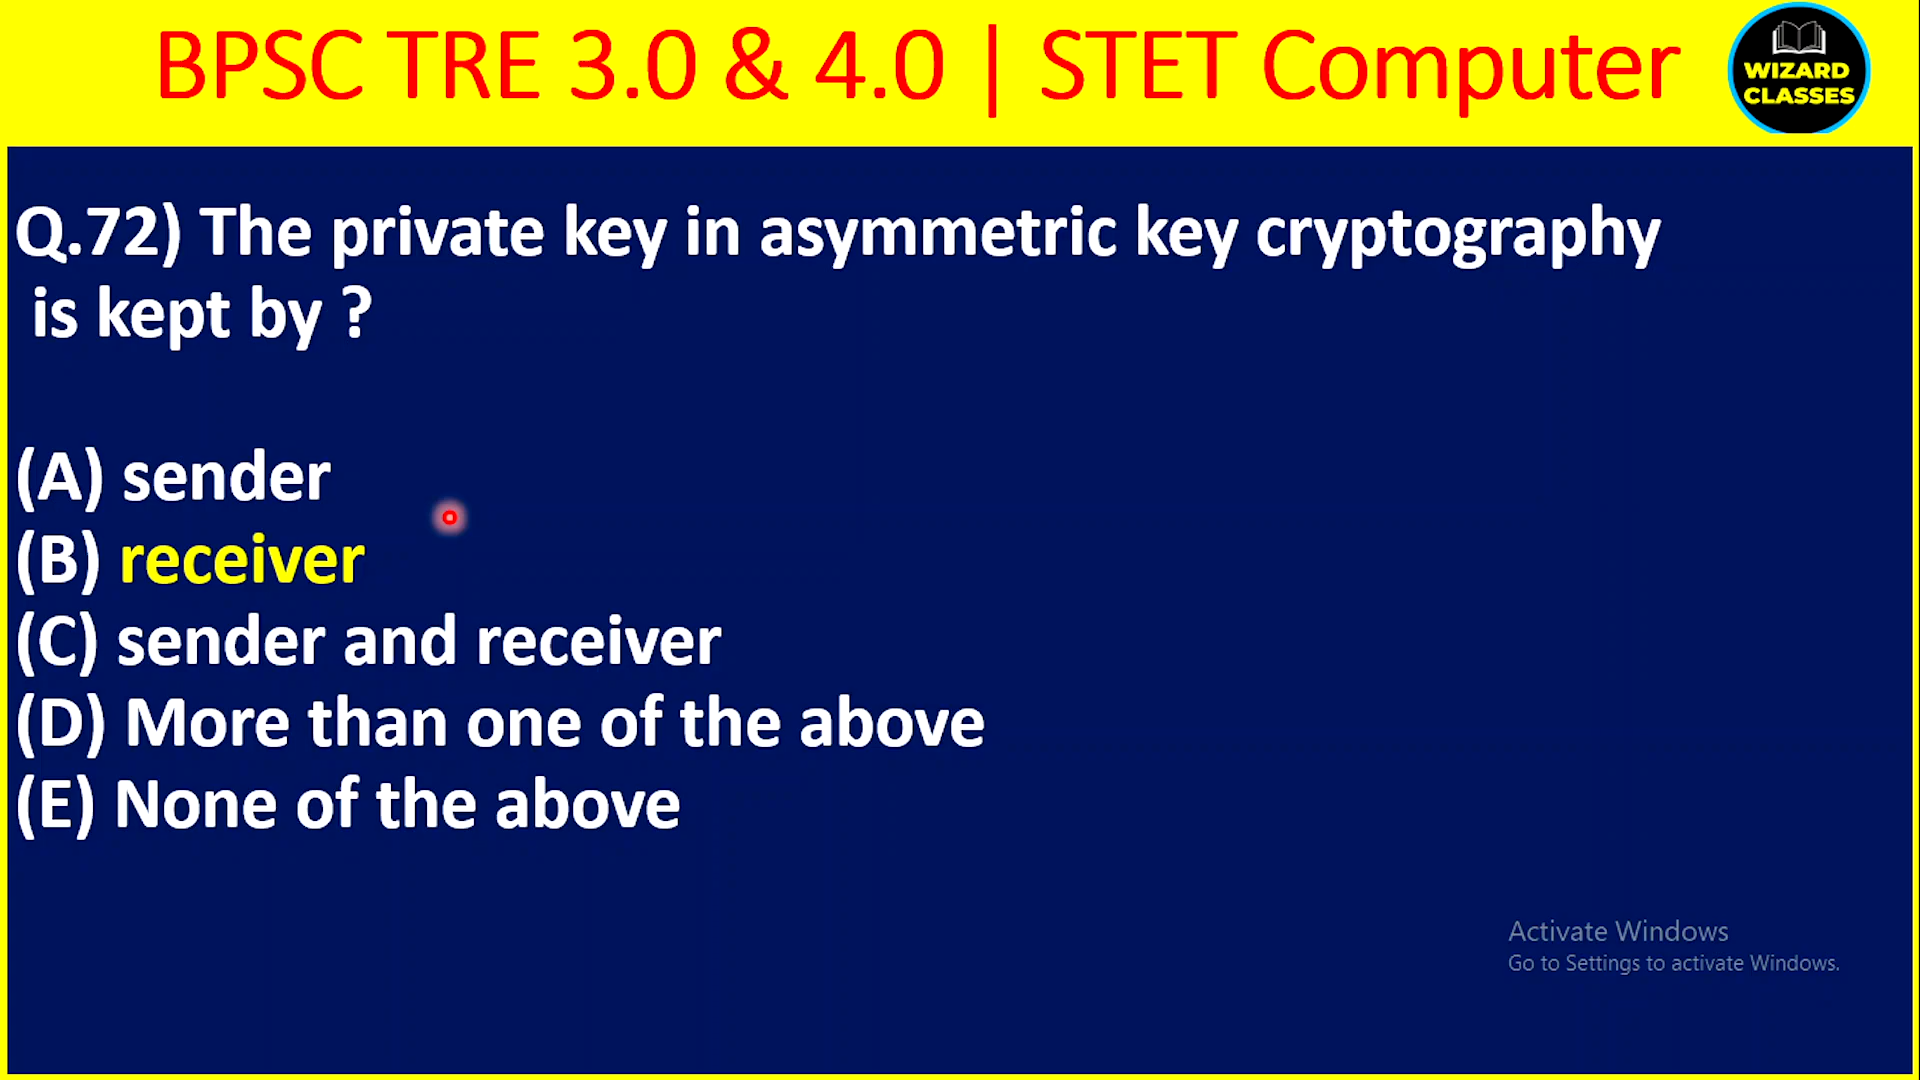 BPSC TRE 3.0 & 4.0 | STET Computer
WIZARD
CLASSES
Q.72) The private key in asymmetric key cryptography
is kept by ?
(A) sender
(B) receiver
(C) sender and receiver
(D) More than one of the above
(E) None of the above
Activate Windows
Go to Settings to activate Windows.